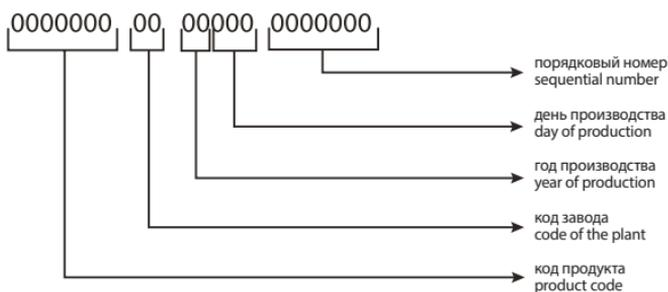 0000000 00 00000 0000000
порядковый номер
sequential number
день производства
day of production
год производства
year of production
код завода
code of the plant
код продукта
product code